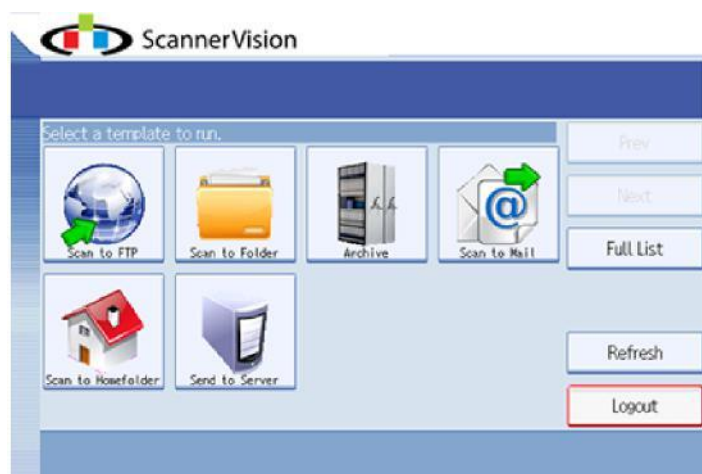 ScannerVision
Select a template to run.
Prev
Scan to FTP
Scan to Folder
Archive
Scan to Mail
Next
Full List
Scan to Homefolder
Send to Server
Refresh
Logout